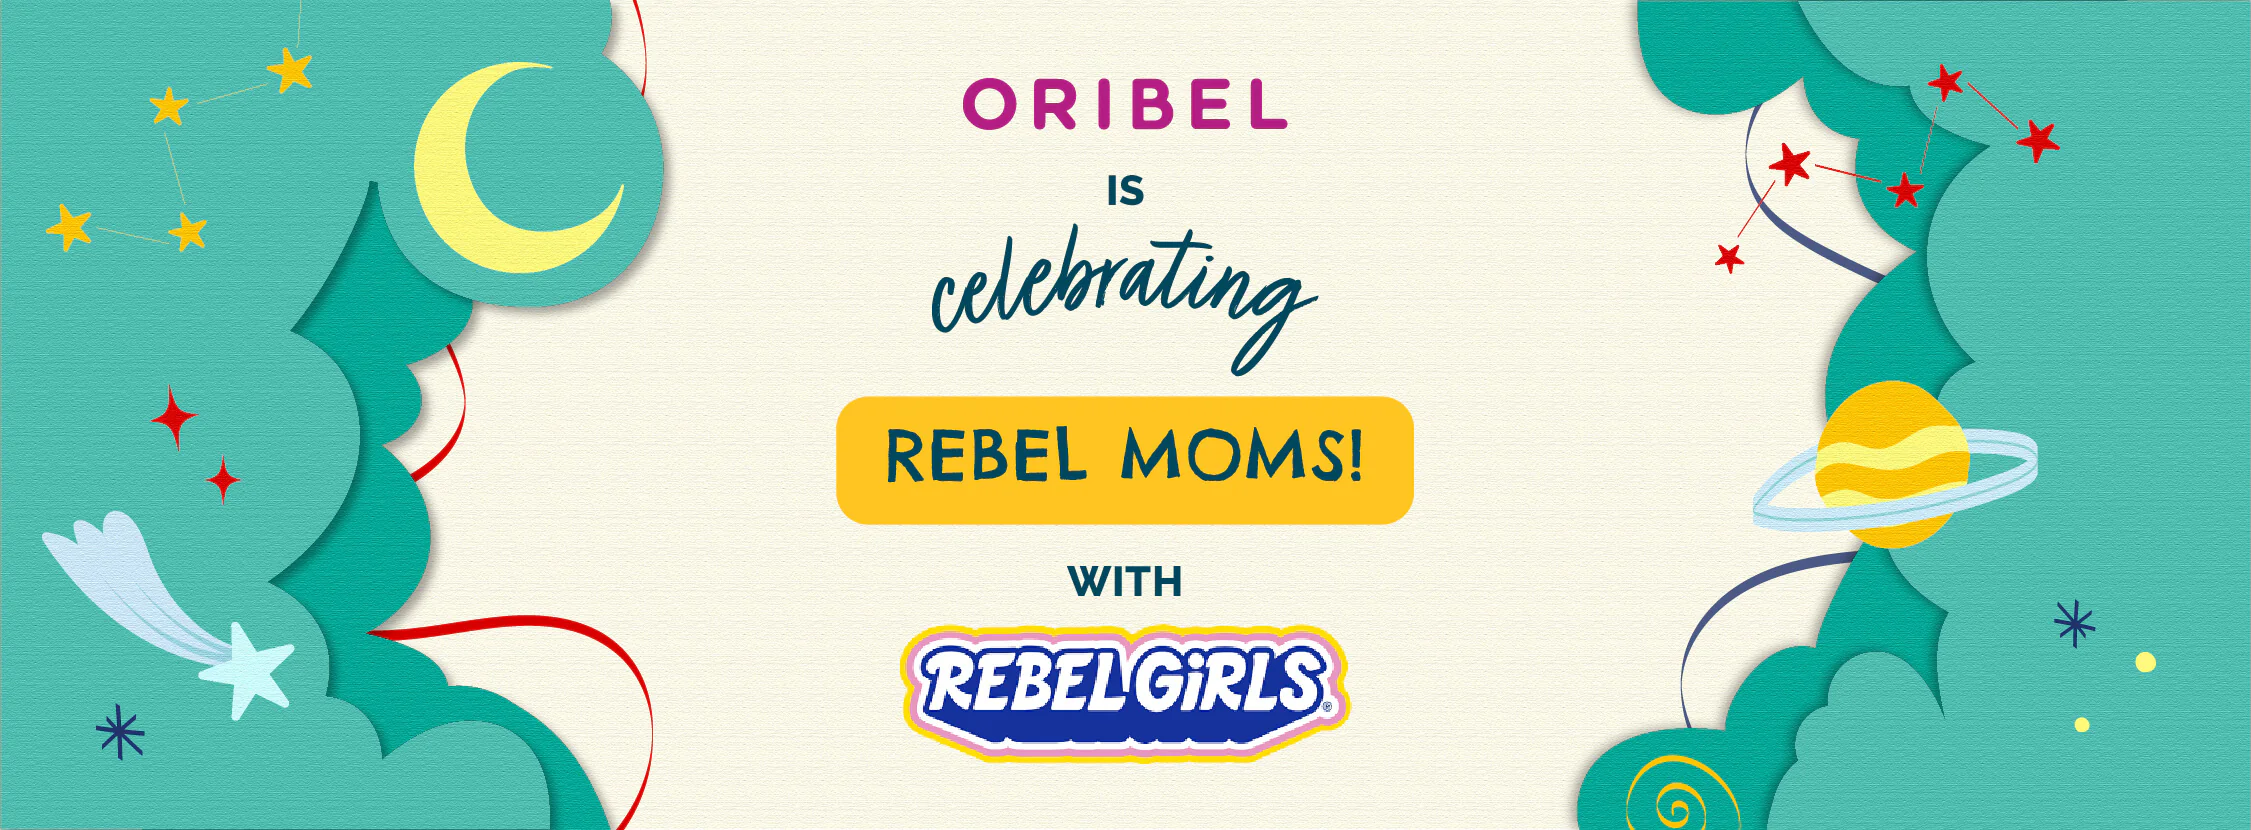 ORIBEL
IS
celebrating
REBEL MOMS!
WITH
REBEL GiRLS®